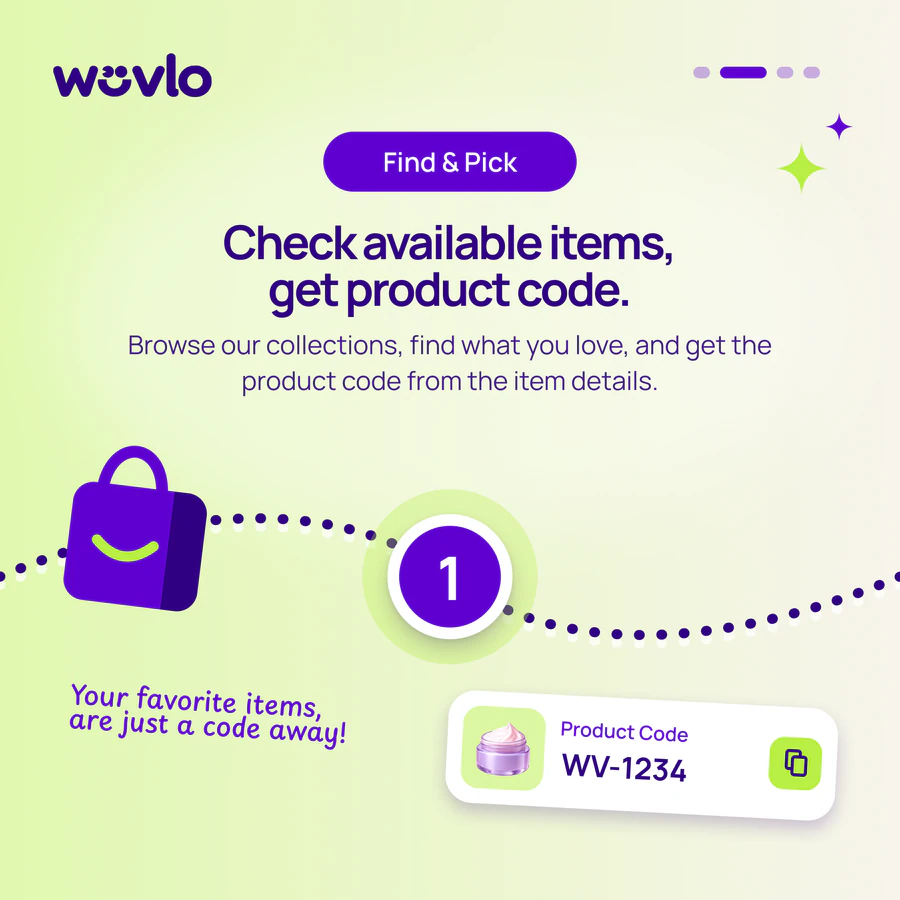 wovlo
Find & Pick
Check available items,
get product code.
Browse our collections, find what you love, and get the
product code from the item details.
1
Your favorite items,
are just a code away!
Product Code
WV-1234